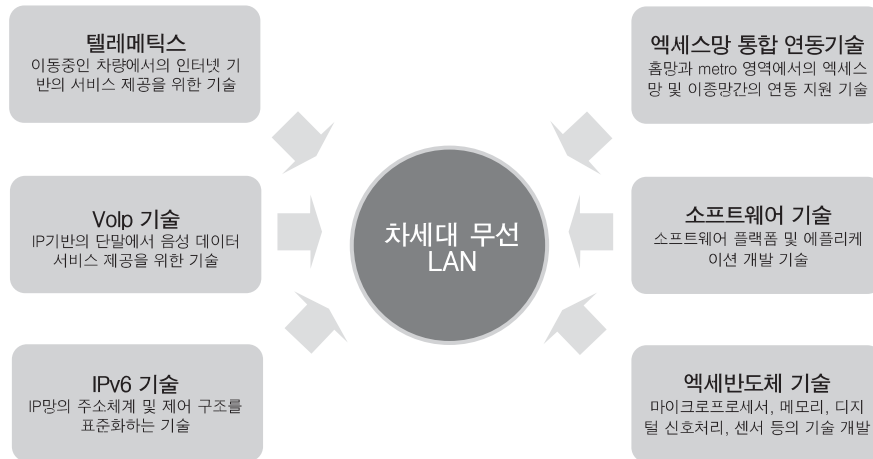 텔레메틱스
이동중인 차량에서의 인터넷 기
반의 서비스 제공을 위한 기술
VoIp 기술
IP기반의 단말에서 음성 데이터
서비스 제공을 위한 기술
IPv6 기술
IP망의 주소체계 및 제어 구조를
표준화하는 기술
차세대 무선
LAN
엑세스망 통합 연동기술
홈망과 metro 영역에서의 엑세스
망 및 이종망간의 연동 지원 기술
소프트웨어 기술
소프트웨어 플랙폼 및 에플리케
이션 개발 기술
엑세반도체 기술
마이크로프로세서, 메모리, 디지
털 신호처리, 센서 등의 기술 개발